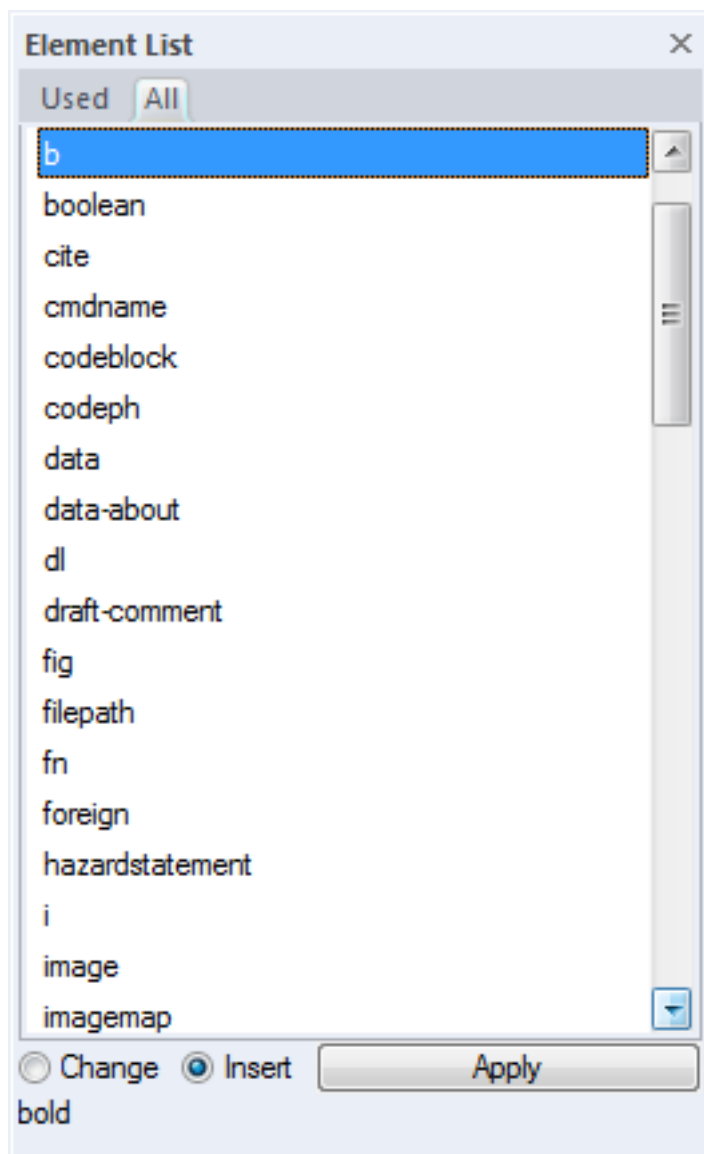 Element List
Used All
b
boolean
cite
cmdname
codeblock
codeph
data
data-about
dl
draft-comment
fig
filepath
fn
foreign
hazardstatement
i
image
imagemap
Change Insert Apply
bold